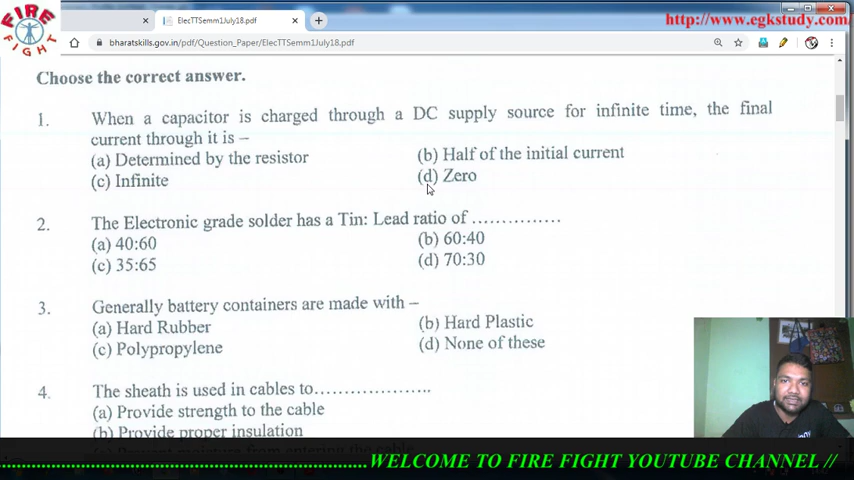 FIRE
FIGHT
ElecTTSemm1July18.pdf
http://www.egkstudy.com
bharatskills.gov.in/pdf/Question_Paper/ElecTTSemm1July18.pdf
Choose the correct answer.
1. When a capacitor is charged through a DC supply source for infinite time, the final
current through it is –
(a) Determined by the resistor (b) Half of the initial current
(c) Infinite (d) Zero
2. The Electronic grade solder has a Tin: Lead ratio of ……………
(a) 40:60 (b) 60:40
(c) 35:65 (d) 70:30
3. Generally battery containers are made with –
(a) Hard Rubber (b) Hard Plastic
(c) Polypropylene (d) None of these
4. The sheath is used in cables to………………..
(a) Provide strength to the cable
(b) Provide proper insulation
WELCOME TO FIRE FIGHT YOUTUBE CHANNEL //